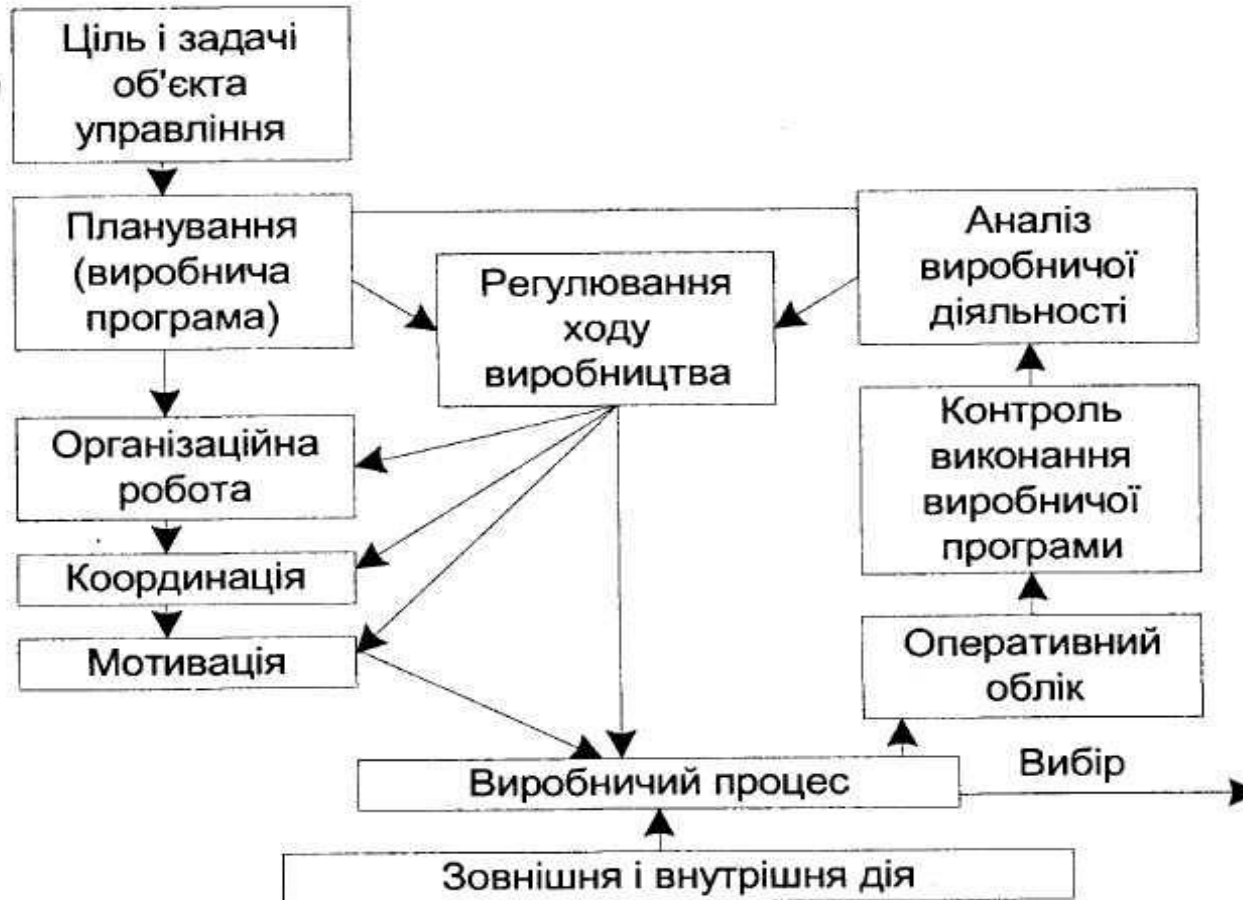 Ціль і задачі
об'єкта
управління
Планування
(виробнича
програма)
Регулювання
ходу
виробництва
Аналіз
виробничої
діяльності
Організаційна
робота
Контроль
виконання
виробничої
програми
Координація
Мотивація
Оперативний
облік
Виробничий процес
Вибір
Зовнішня і внутрішня дія